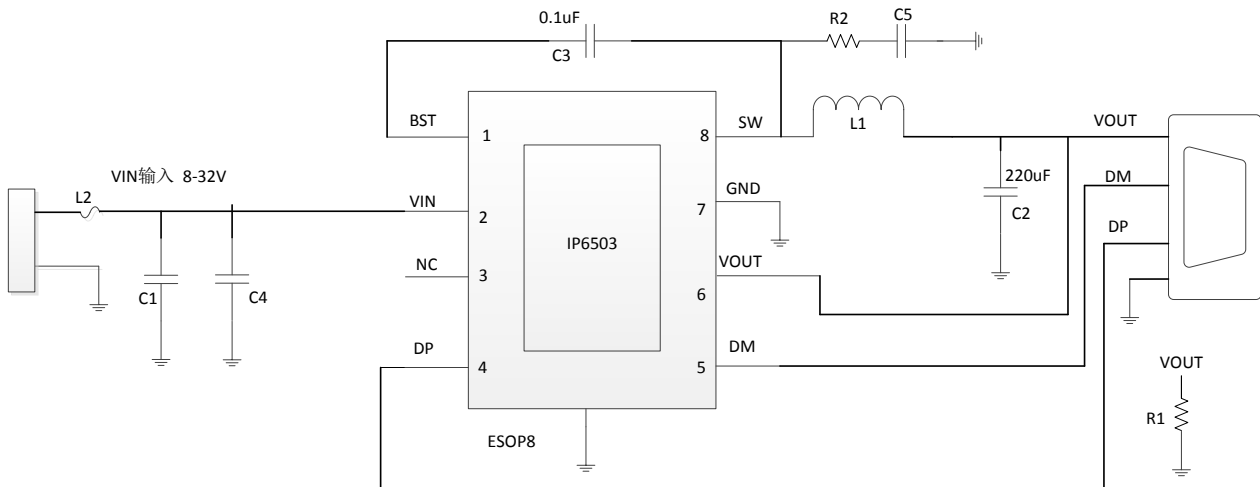 0.1uF
C3
R2
C5
BST
1
8
SW
L1
VOUT
VIN输入 8-32V
L2
VIN
2
GND
7
220uF
C2
DM
DP
IP6503
NC
3
VOUT
6
C1
C4
DP
4
5
DM
VOUT
R1
ESOP8